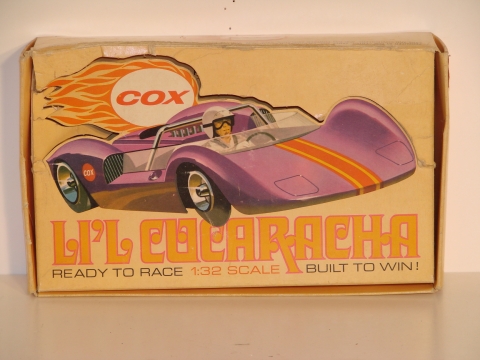 COX
COX
LI'L CUCARACHA
READY TO RACE 1:32 SCALE BUILT TO WIN!